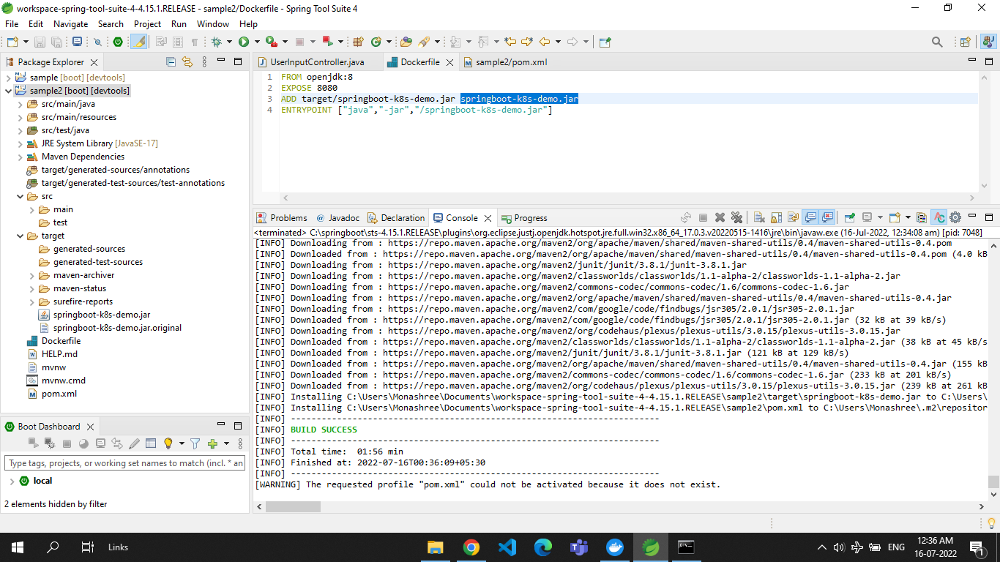 workspace-spring-tool-suite-4-4.15.1.RELEASE - sample2/Dockerfile - Spring Tool Suite 4
File Edit Navigate Search Project Run Window Help
Package Explorer
sample [boot] [devtools]
sample2 [boot] [devtools]
src/main/java
src/main/resources
src/test/java
JRE System Library [JavaSE-17]
Maven Dependencies
target/generated-sources/annotations
target/generated-test-sources/test-annotations
src
main
test
target
generated-sources
generated-test-sources
maven-archiver
maven-status
surefire-reports
springboot-k8s-demo.jar
springboot-k8s-demo.jar.original
Dockerfile
HELP.md
mvnw
mvnw.cmd
pom.xml
Boot Dashboard
Type tags, projects, or working set names to match (incl. * an
local
2 elements hidden by filter
UserInputController.java Dockerfile sample2/pom.xml
1 FROM openjdk:8
2 EXPOSE 8080
3 ADD target/springboot-k8s-demo.jar springboot-k8s-demo.jar
4 ENTRYPOINT ["java","-jar","/springboot-k8s-demo.jar"]
Problems Javadoc Declaration Console Progress
<terminated> C:\springboot\sts-4.15.1.RELEASE\plugins\org.eclipse.justj.openjdk.hotspot.jre.full.win32.x86_64_17.0.3.v20220515-1416\jre\bin\javaw.exe (16-Jul-2022, 12:34:08 am) [pid: 7048]
[INFO] Downloading from : https://repo.maven.apache.org/maven2/org/apache/maven/shared/maven-shared-utils/0.4/maven-shared-utils-0.4.pom
[INFO] Downloaded from : https://repo.maven.apache.org/maven2/org/apache/maven/shared/maven-shared-utils/0.4/maven-shared-utils-0.4.pom (4.0 kB
[INFO] Downloading from : https://repo.maven.apache.org/maven2/junit/junit/3.8.1/junit-3.8.1.jar
[INFO] Downloading from : https://repo.maven.apache.org/maven2/classworlds/classworlds/1.1-alpha-2/classworlds-1.1-alpha-2.jar
[INFO] Downloading from : https://repo.maven.apache.org/maven2/commons-codec/commons-codec/1.6/commons-codec-1.6.jar
[INFO] Downloading from : https://repo.maven.apache.org/maven2/org/apache/maven/shared/maven-shared-utils/0.4/maven-shared-utils-0.4.jar
[INFO] Downloading from : https://repo.maven.apache.org/maven2/com/google/code/findbugs/jsr305/2.0.1/jsr305-2.0.1.jar
[INFO] Downloaded from : https://repo.maven.apache.org/maven2/com/google/code/findbugs/jsr305/2.0.1/jsr305-2.0.1.jar (32 kB at 39 kB/s)
[INFO] Downloading from : https://repo.maven.apache.org/maven2/org/codehaus/plexus/plexus-utils/3.0.15/plexus-utils-3.0.15.jar
[INFO] Downloaded from : https://repo.maven.apache.org/maven2/classworlds/classworlds/1.1-alpha-2/classworlds-1.1-alpha-2.jar (38 kB at 45 kB/s
[INFO] Downloaded from : https://repo.maven.apache.org/maven2/junit/junit/3.8.1/junit-3.8.1.jar (121 kB at 129 kB/s)
[INFO] Downloaded from : https://repo.maven.apache.org/maven2/org/apache/maven/shared/maven-shared-utils/0.4/maven-shared-utils-0.4.jar (155 kB
[INFO] Downloaded from : https://repo.maven.apache.org/maven2/commons-codec/commons-codec/1.6/commons-codec-1.6.jar (233 kB at 201 kB/s)
[INFO] Downloaded from : https://repo.maven.apache.org/maven2/org/codehaus/plexus/plexus-utils/3.0.15/plexus-utils-3.0.15.jar (239 kB at 261 kB
[INFO] Installing C:\Users\Monashree\Documents\workspace-spring-tool-suite-4-4.15.1.RELEASE\sample2\target\springboot-k8s-demo.jar to C:\Users\
[INFO] Installing C:\Users\Monashree\Documents\workspace-spring-tool-suite-4-4.15.1.RELEASE\sample2\pom.xml to C:\Users\Monashree\.m2\repositor
[INFO] ------------------------------------------------------------------------
[INFO] BUILD SUCCESS
[INFO] ------------------------------------------------------------------------
[INFO] Total time:  01:56 min
[INFO] Finished at: 2022-07-16T00:36:09+05:30
[INFO] ------------------------------------------------------------------------
[WARNING] The requested profile "pom.xml" could not be activated because it does not exist.
Links
ENG
12:36 AM
16-07-2022
1